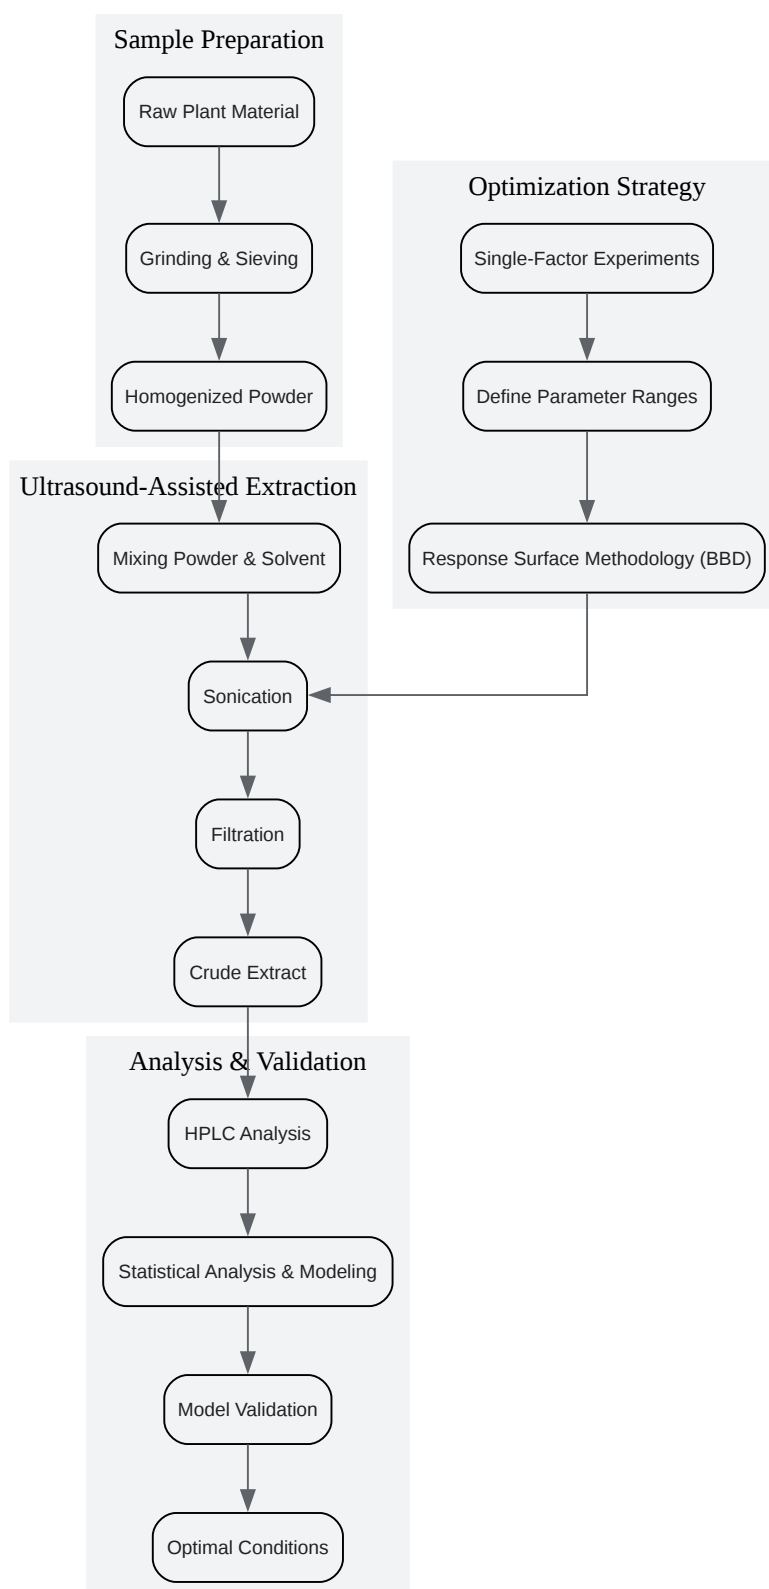 Sample Preparation
Raw Plant Material
Grinding & Sieving
Homogenized Powder
Optimization Strategy
Single-Factor Experiments
Define Parameter Ranges
Response Surface Methodology (BBD)
Ultrasound-Assisted Extraction
Mixing Powder & Solvent
Sonication
Filtration
Crude Extract
Analysis & Validation
HPLC Analysis
Statistical Analysis & Modeling
Model Validation
Optimal Conditions